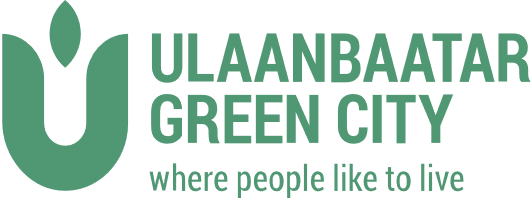 ULAANBAATAR
GREEN CITY
where people like to live